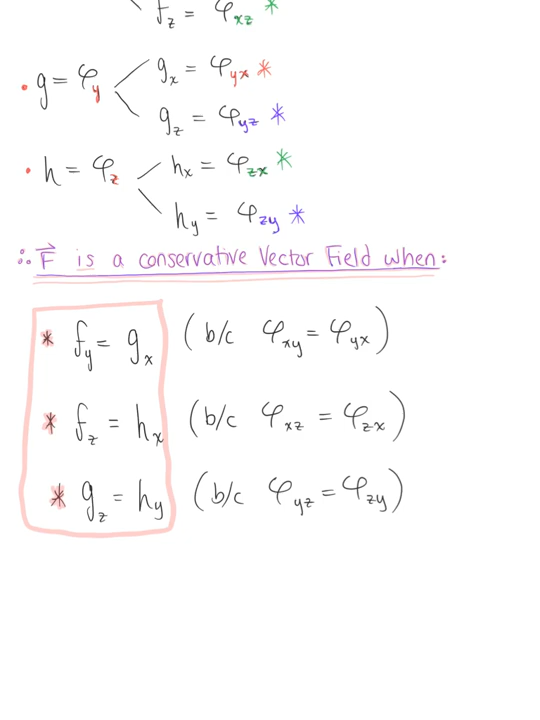 f_z = φ_xz *
• g = φ_y < g_x = φ_yx *
g_z = φ_yz *
• h = φ_z < h_x = φ_zx *
h_y = φ_zy *
∴ F⃗ is a conservative Vector Field when:
* f_y = g_x (b/c φ_xy = φ_yx)
* f_z = h_x (b/c φ_xz = φ_zx)
* g_z = h_y (b/c φ_yz = φ_zy)